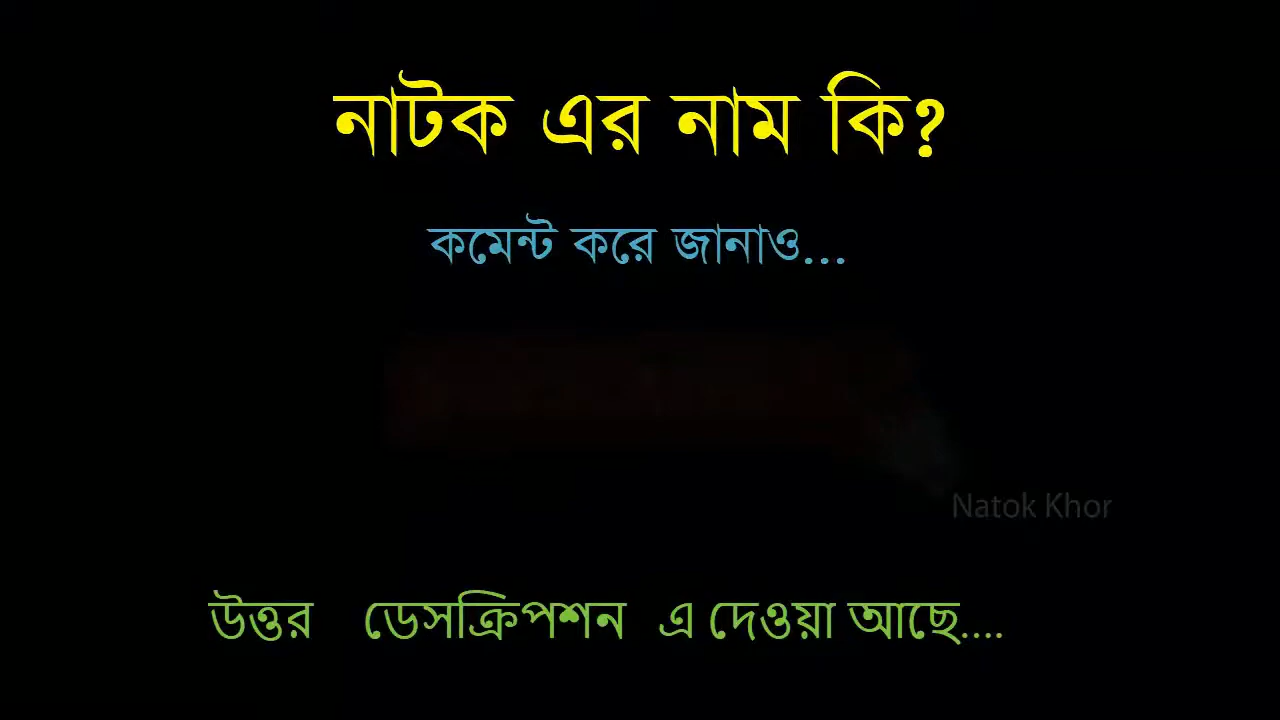 নাটক এর নাম কি?
কমেন্ট করে জানাও...
Natok Khor
উত্তর ডেসক্রিপশন এ দেওয়া আছে....